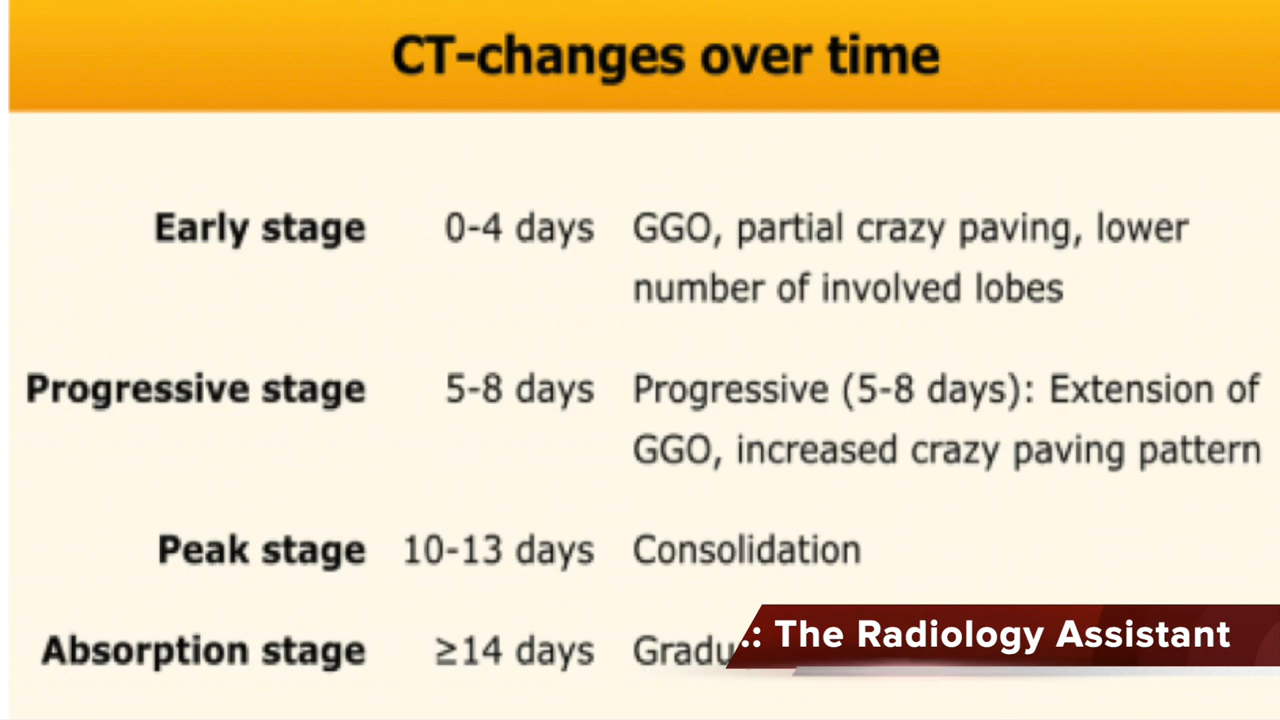 CT-changes over time
Early stage 0-4 days GGO, partial crazy paving, lower
number of involved lobes
Progressive stage 5-8 days Progressive (5-8 days): Extension of
GGO, increased crazy paving pattern
Peak stage 10-13 days Consolidation
Absorption stage ≥14 days
.: The Radiology Assistant